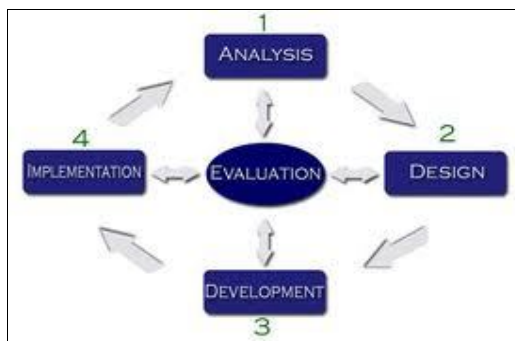 1
ANALYSIS
2
DESIGN
3
DEVELOPMENT
4
IMPLEMENTATION
EVALUATION